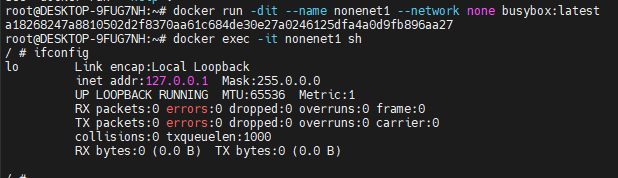 root@DESKTOP-9FUG7NH:~# docker run -dit --name nonenet1 --network none busybox:latest
a18268247a8810502d2f8370aa61c684de30e27a0246125dfa4a0d9fb896aa27
root@DESKTOP-9FUG7NH:~# docker exec -it nonenet1 sh
/ # ifconfig
lo        Link encap:Local Loopback
          inet addr:127.0.0.1  Mask:255.0.0.0
          UP LOOPBACK RUNNING  MTU:65536  Metric:1
          RX packets:0 errors:0 dropped:0 overruns:0 frame:0
          TX packets:0 errors:0 dropped:0 overruns:0 carrier:0
          collisions:0 txqueuelen:1000
          RX bytes:0 (0.0 B)  TX bytes:0 (0.0 B)
/ #